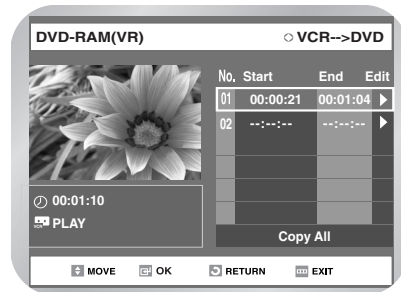 DVD-RAM(VR) VCR-->DVD
No. Start End Edit
01 00:00:21 00:01:04
02 --:--:-- --:--:--
00:01:10
VCR PLAY
Copy All
MOVE OK RETURN EXIT